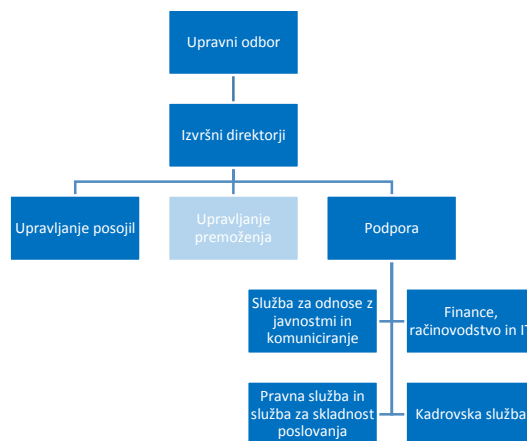 Upravni odbor
Izvršni direktorji
Upravljanje posojil
Upravljanje
premoženja
Podpora
Služba za odnose z
javnostmi in
komuniciranje
Finance,
računovodstvo in IT
Pravna služba in
služba za skladnost
poslovanja
Kadrovska služba